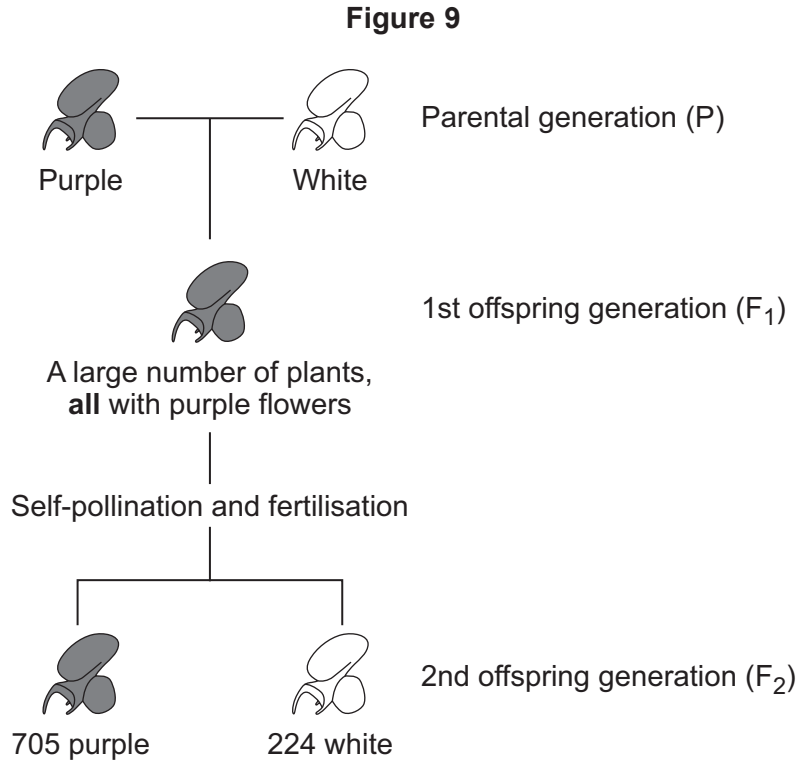 Figure 9
Parental generation (P)
Purple
White
1st offspring generation (F₁)
A large number of plants,
all with purple flowers
Self-pollination and fertilisation
2nd offspring generation (F₂)
705 purple
224 white